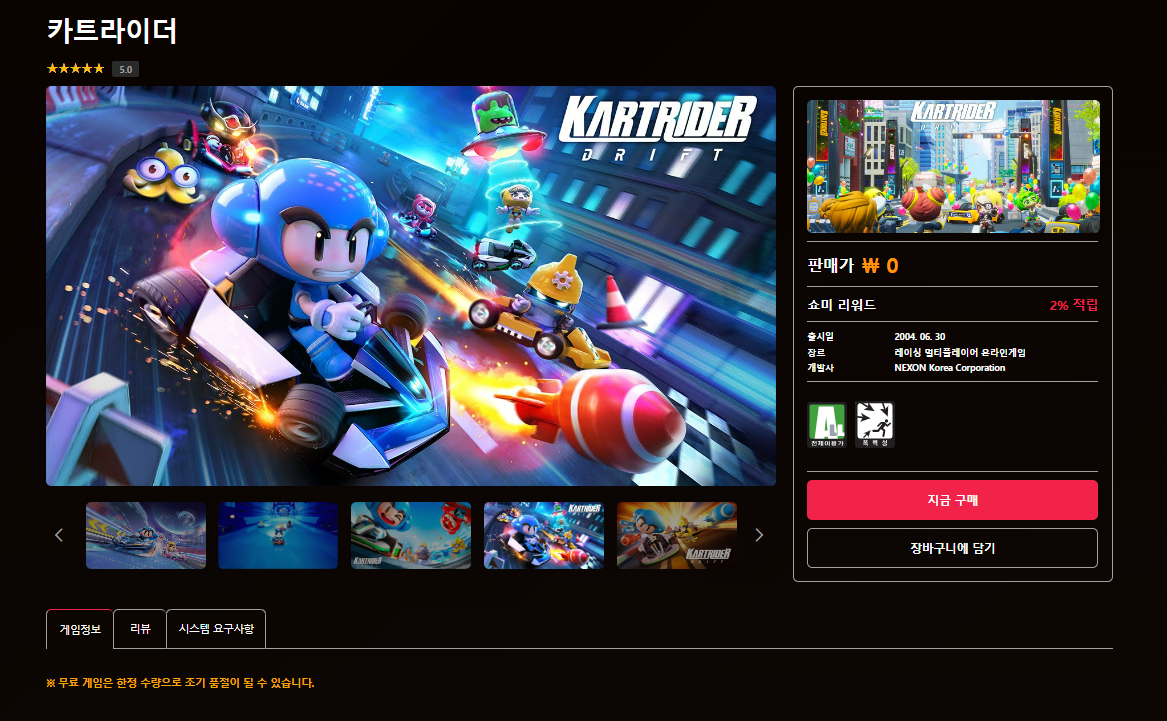 카트라이더
★★★★★ 5.0
KARTRIDER
DRIFT
KARTRIDER
판매가 ₩ 0
쇼미 리워드 2% 적립
출시일 2004. 06. 30
장르 레이싱 멀티플레이어 온라인게임
개발사 NEXON Korea Corporation
ALL
전체이용가
폭력성
지금 구매
장바구니에 담기
KARTRIDER
KARTRIDER
KARTRIDER
DRIFT
게임정보
리뷰
시스템 요구사항
※ 무료 게임은 한정 수량으로 조기 품절이 될 수 있습니다.